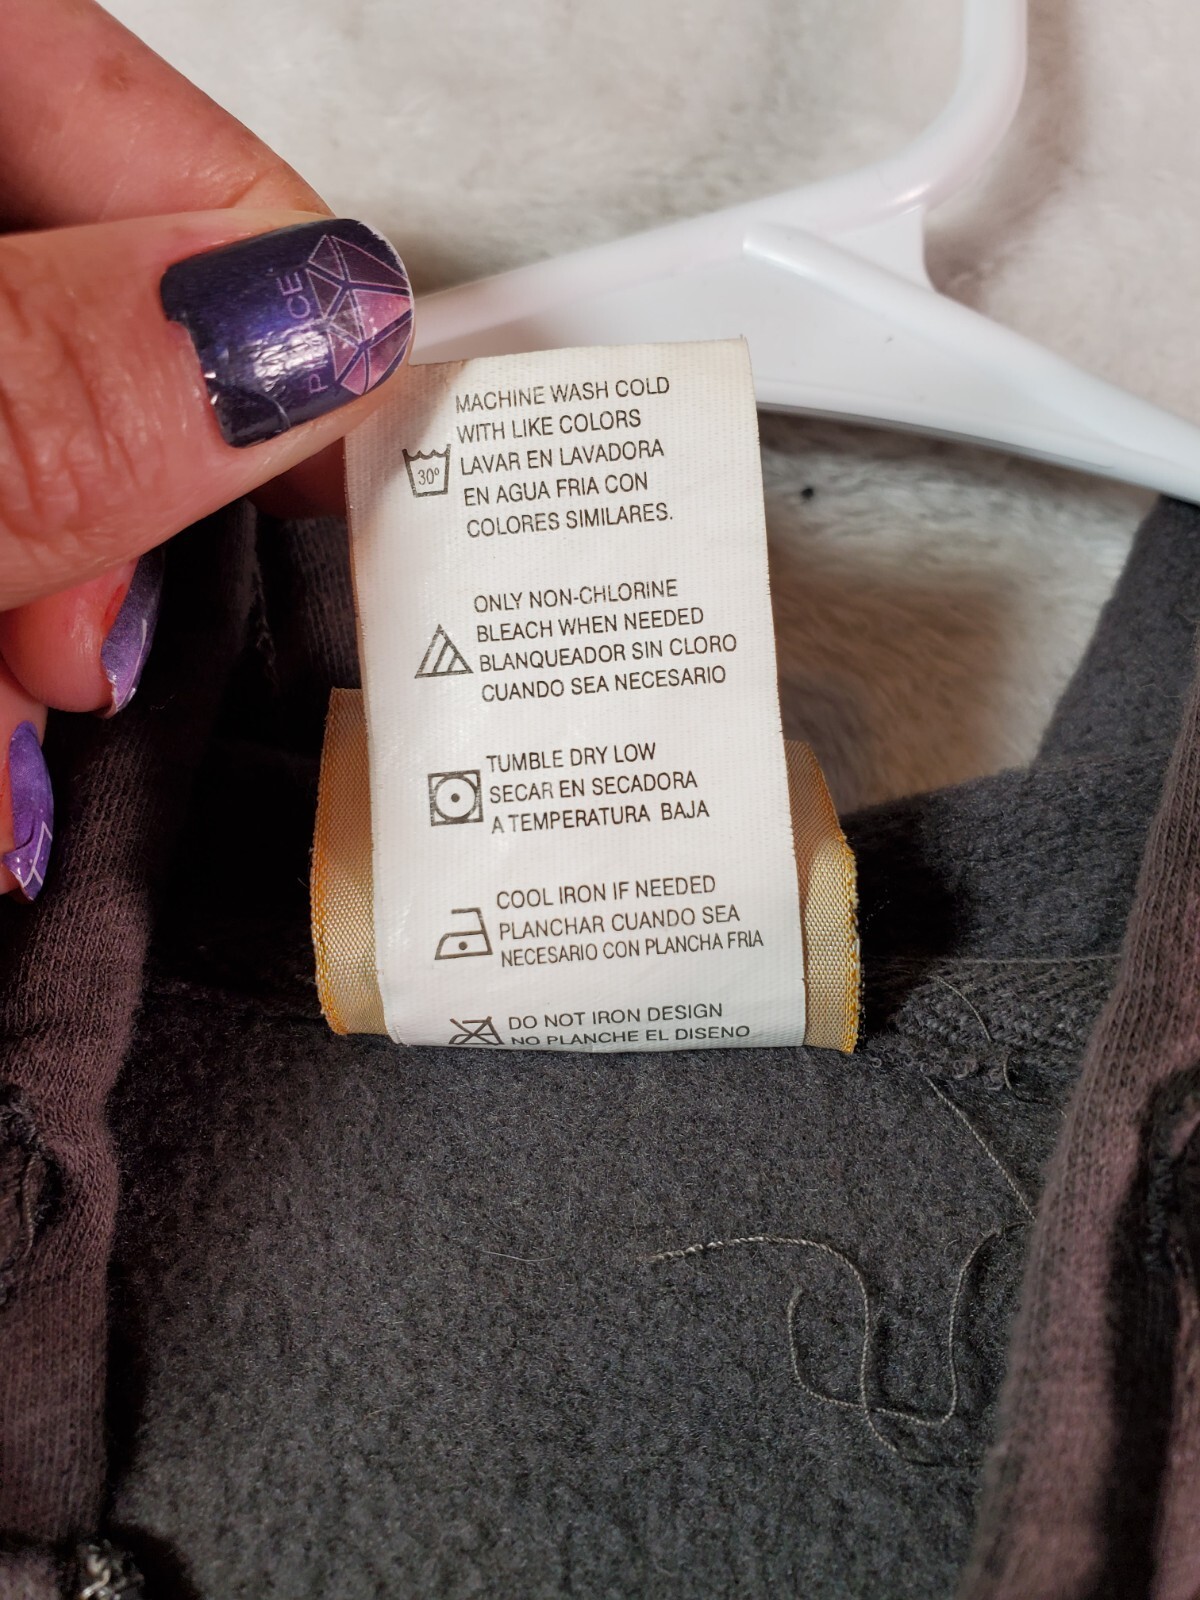 MACHINE WASH COLD
WITH LIKE COLORS
LAVAR EN LAVADORA
EN AGUA FRIA CON
COLORES SIMILARES.
30°
ONLY NON-CHLORINE
BLEACH WHEN NEEDED
BLANQUEADOR SIN CLORO
CUANDO SEA NECESARIO
TUMBLE DRY LOW
SECAR EN SECADORA
A TEMPERATURA BAJA
COOL IRON IF NEEDED
PLANCHAR CUANDO SEA
NECESARIO CON PLANCHA FRIA
DO NOT IRON DESIGN
NO PLANCHE EL DISENO